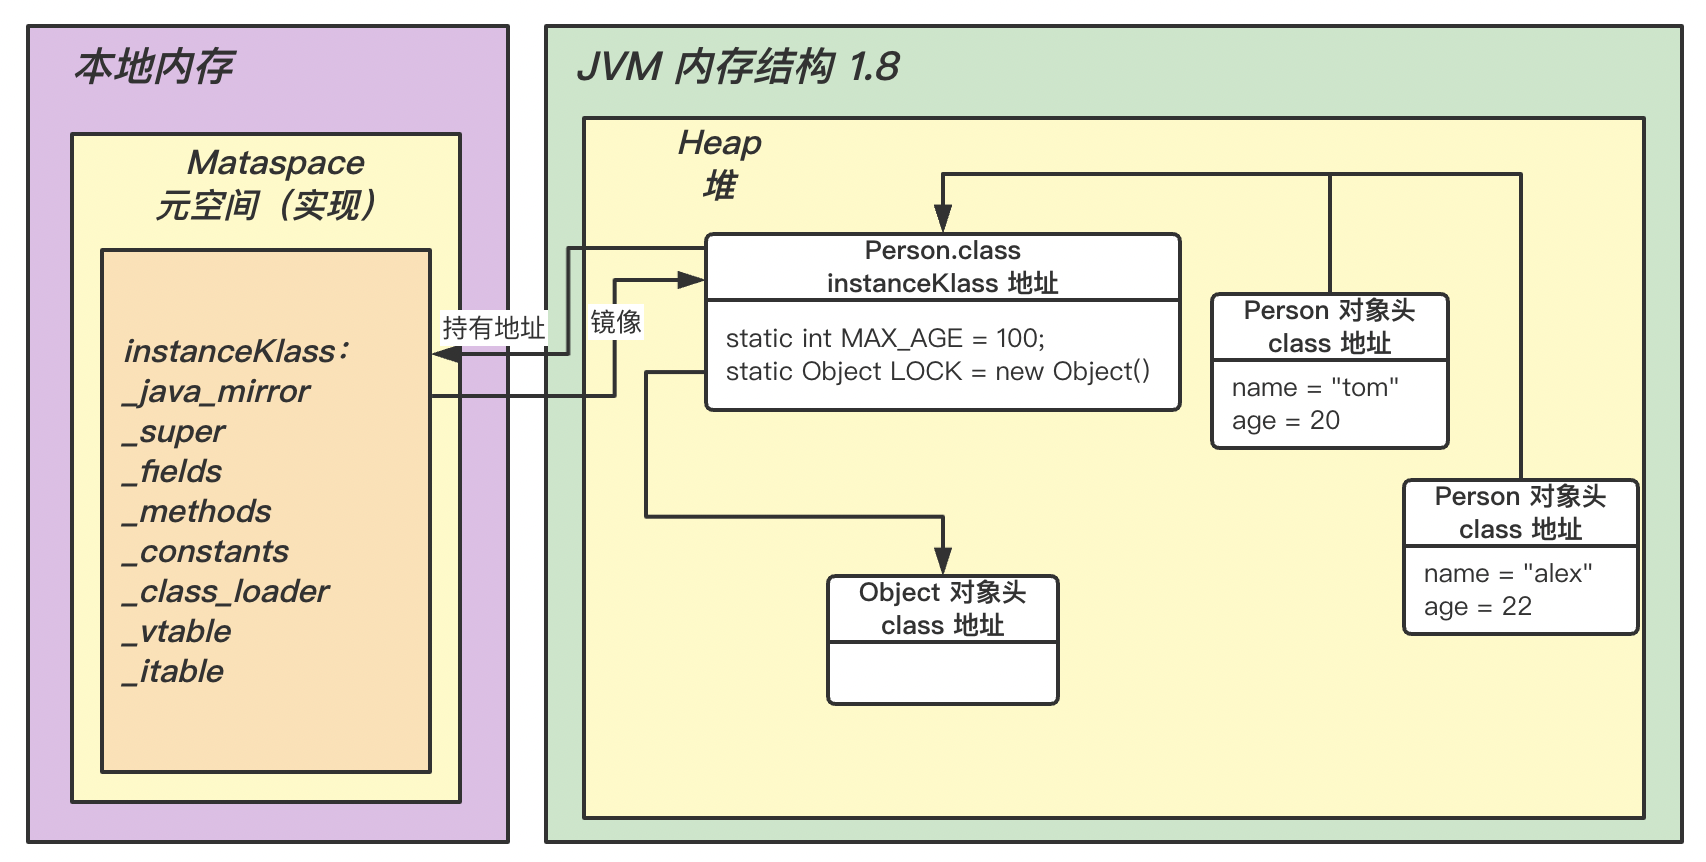 本地内存
Mataspace
元空间（实现）
instanceKlass：
_java_mirror
_super
_fields
_methods
_constants
_class_loader
_vtable
_itable
持有地址
镜像
JVM 内存结构 1.8
Heap
堆
Person.class
instanceKlass 地址
static int MAX_AGE = 100;
static Object LOCK = new Object()
Person 对象头
class 地址
name = "tom"
age = 20
Person 对象头
class 地址
name = "alex"
age = 22
Object 对象头
class 地址